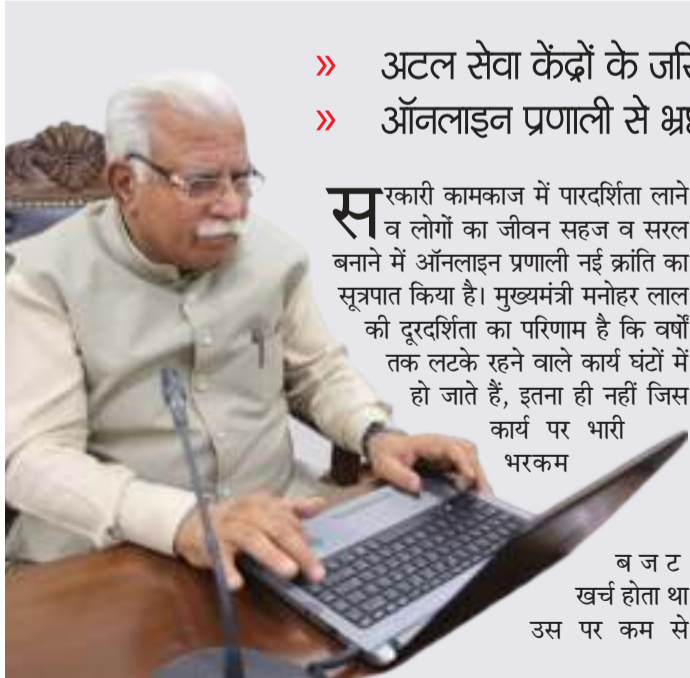 » अटल सेवा केंद्रों के
» ऑनलाइन प्रणाली से
सरकारी कामकाज में पारदर्शिता लाने
व लोगों का जीवन सहज व सरल
बनाने में ऑनलाइन प्रणाली नई क्रांति का
सूत्रपात किया है। मुख्यमंत्री मनोहर लाल
की दूरदर्शिता का परिणाम है कि वर्षों
तक लटके रहने वाले कार्य घंटों में
हो जाते हैं, इतना ही नहीं जिस
कार्य पर भारी
भरकम
ब ज ट
खर्च होता था
उस पर कम से